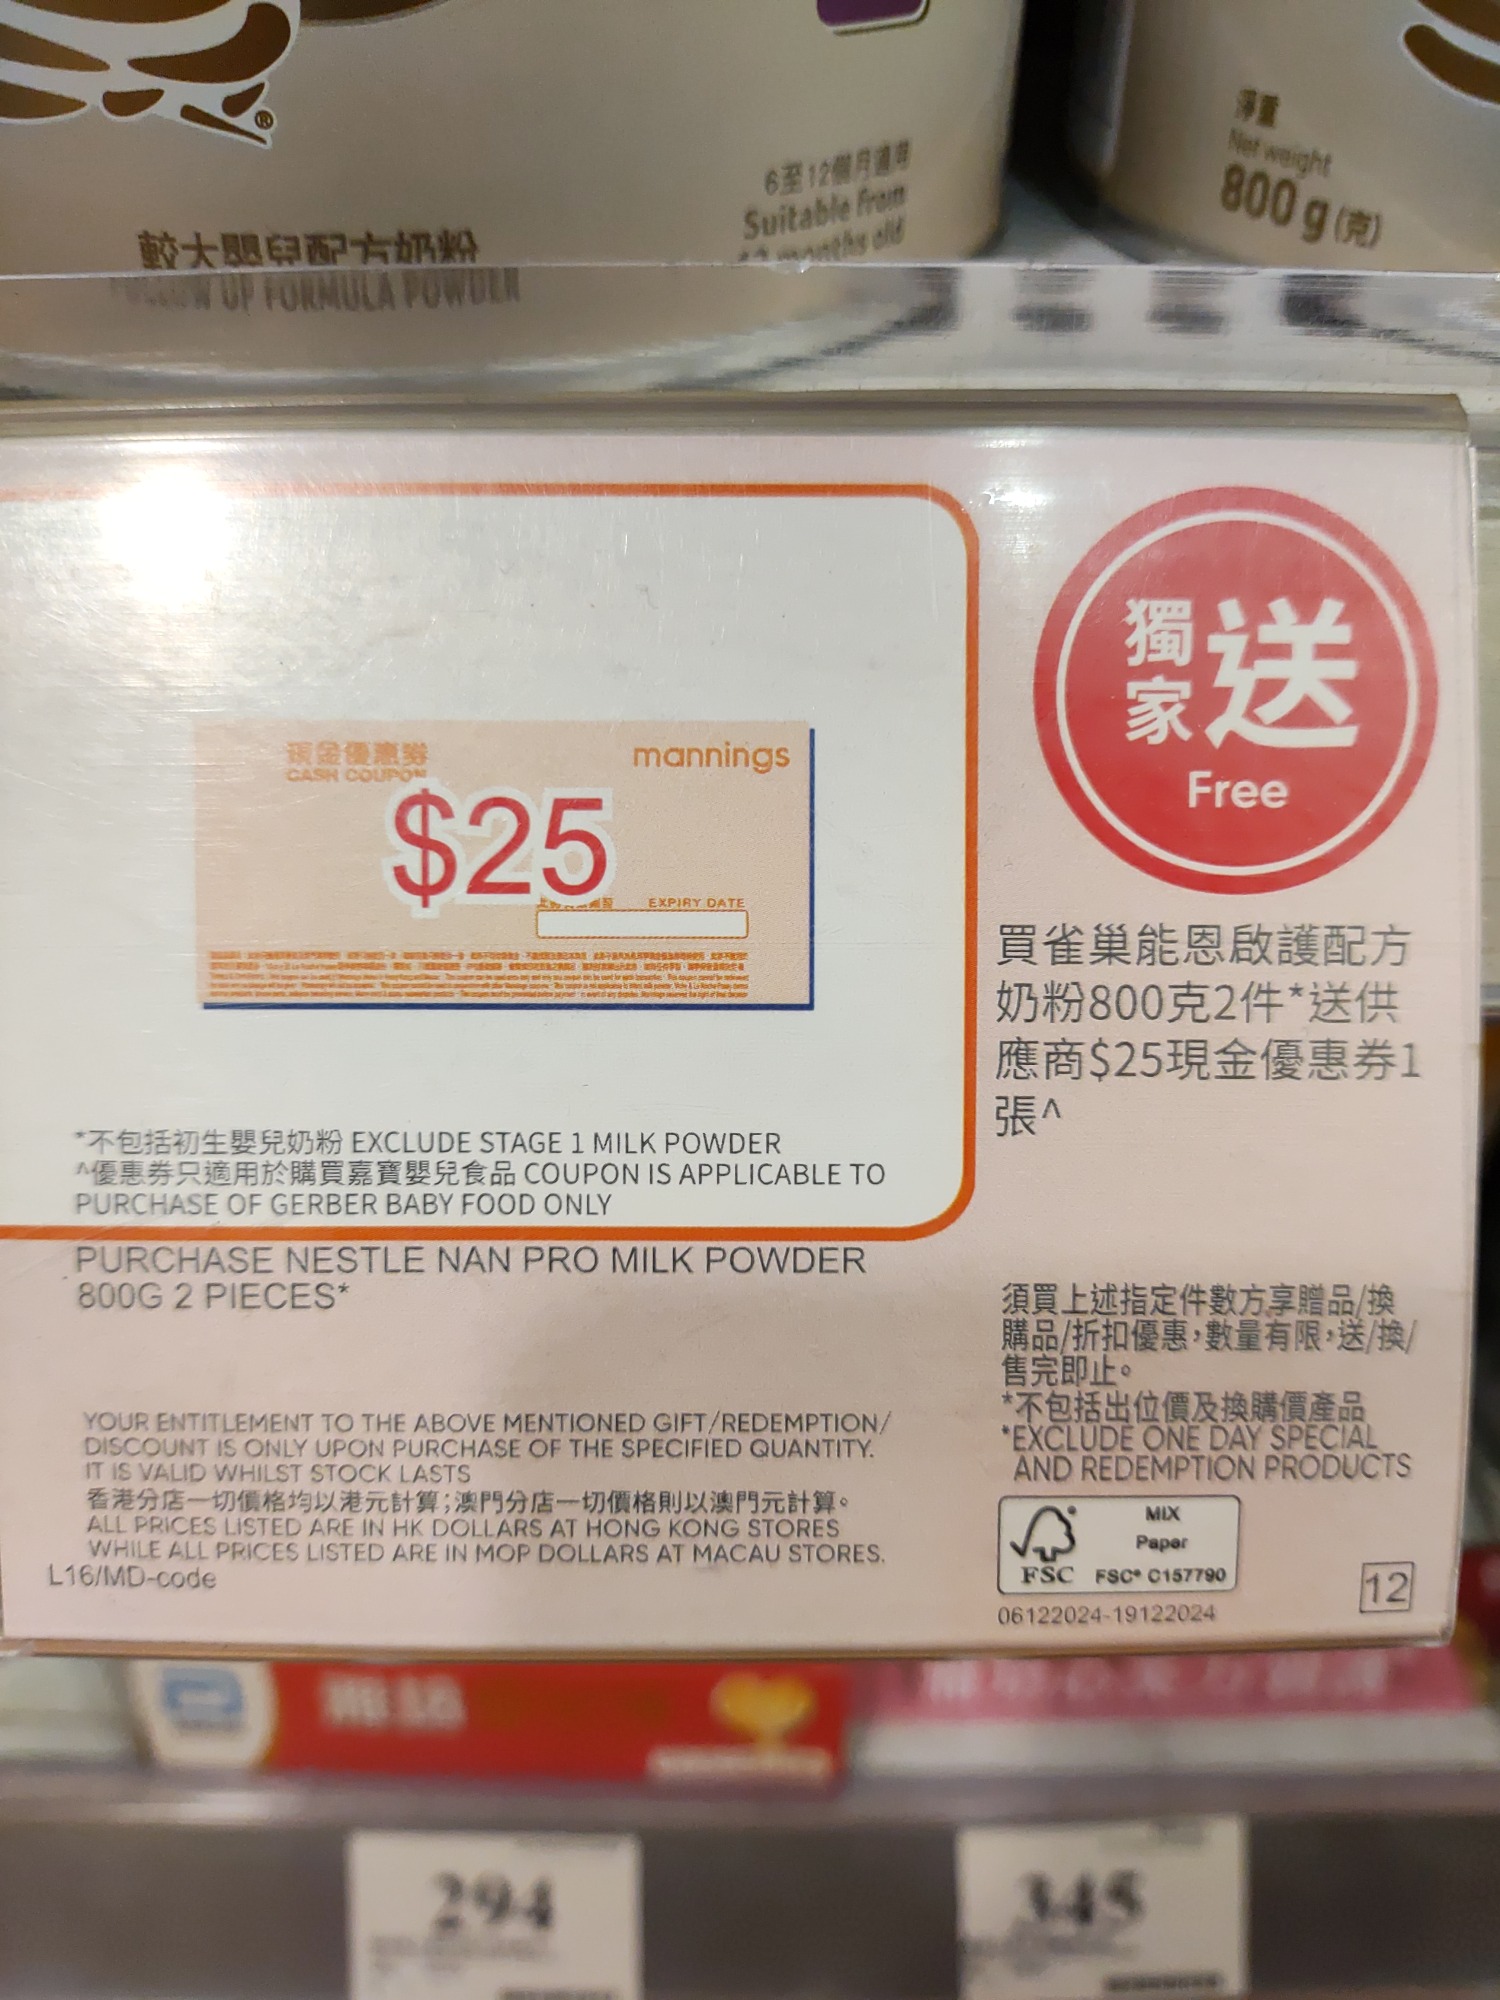 6至12個月適用
Suitable from
較大嬰兒配方奶粉
UP FORMULA POWDER
淨重
Net weight
800 g (克)
現金優惠券
CASH COUPON
mannings
$25
EXPIRY DATE
*不包括初生嬰兒奶粉 EXCLUDE STAGE 1 MILK POWDER
^優惠券只適用於購買嘉寶嬰兒食品 COUPON IS APPLICABLE TO
PURCHASE OF GERBER BABY FOOD ONLY
PURCHASE NESTLE NAN PRO MILK POWDER
800G 2 PIECES*
YOUR ENTITLEMENT TO THE ABOVE MENTIONED GIFT/REDEMPTION/
DISCOUNT IS ONLY UPON PURCHASE OF THE SPECIFIED QUANTITY.
IT IS VALID WHILST STOCK LASTS
香港分店一切價格均以港元計算;澳門分店一切價格則以澳門元計算。
ALL PRICES LISTED ARE IN HK DOLLARS AT HONG KONG STORES
WHILE ALL PRICES LISTED ARE IN MOP DOLLARS AT MACAU STORES.
L16/MD-code
獨家送
Free
買雀巢能恩啟護配方
奶粉800克2件*送供
應商$25現金優惠券1
張^
須買上述指定件數方享贈品/換
購品/折扣優惠,數量有限,送/換/
售完即止。
*不包括出位價及換購價產品
*EXCLUDE ONE DAY SPECIAL
AND REDEMPTION PRODUCTS
FSC
MIX
Paper
FSC® C157790
06122024-19122024
12
294
345